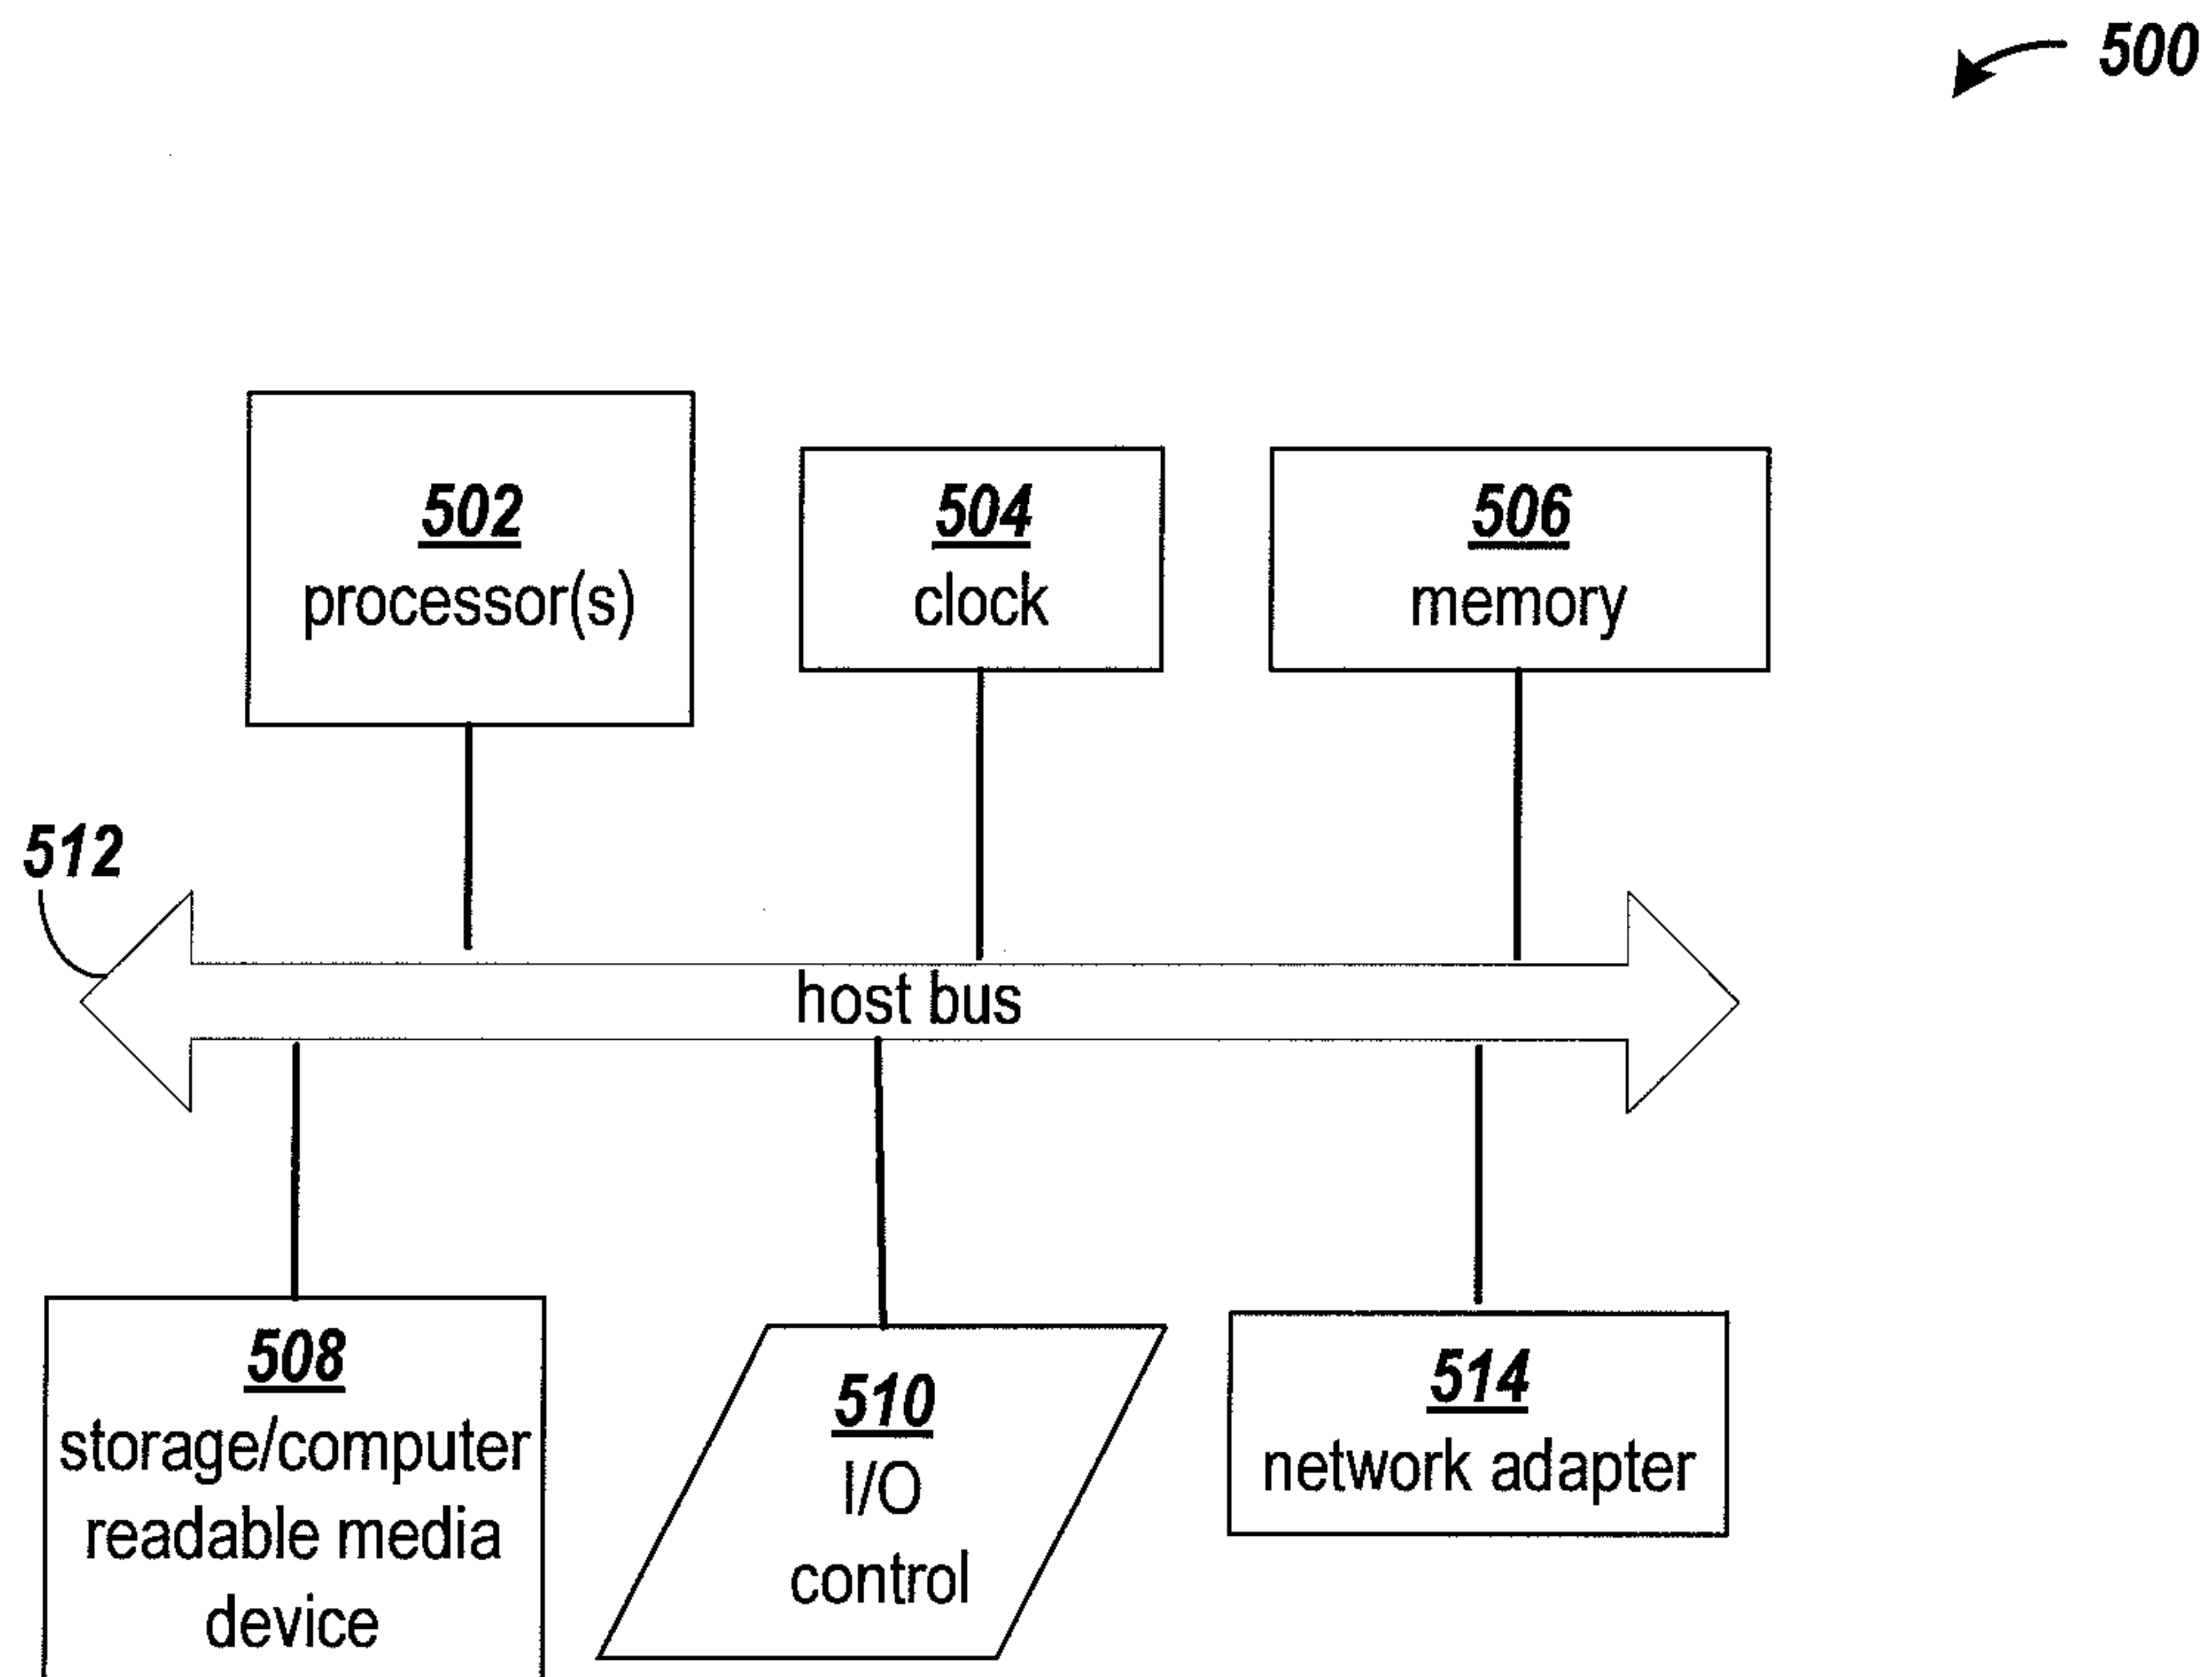 500
502
processor(s)
504
clock
506
memory
512
host bus
508
storage/computer
readable media
device
510
I/O
control
514
network adapter